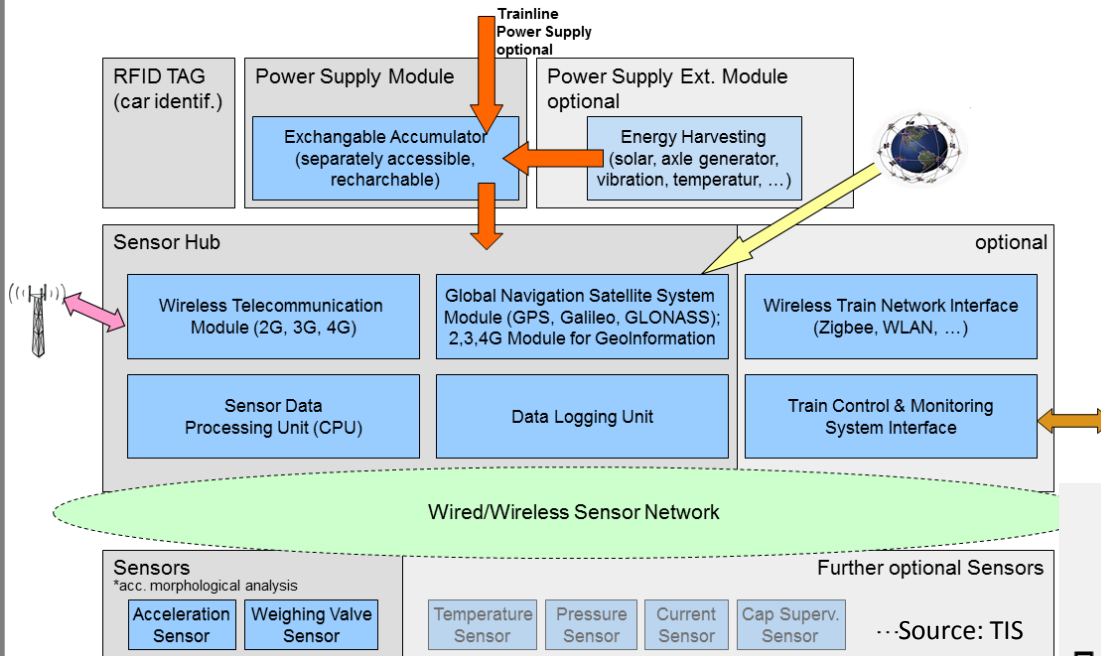 Trainline
Power Supply
optional
RFID TAG
(car identif.)
Power Supply Module
Power Supply Ext. Module
optional
Exchangable Accumulator
(separately accessible,
recharchable)
Energy Harvesting
(solar, axle generator,
vibration, temperatur, …)
Sensor Hub
optional
Wireless Telecommunication
Module (2G, 3G, 4G)
Global Navigation Satellite System
Module (GPS, Galileo, GLONASS);
2,3,4G Module for GeoInformation
Wireless Train Network Interface
(Zigbee, WLAN, …)
Sensor Data
Processing Unit (CPU)
Data Logging Unit
Train Control & Monitoring
System Interface
Wired/Wireless Sensor Network
Sensors
*acc. morphological analysis
Further optional Sensors
Acceleration
Sensor
Weighing Valve
Sensor
Temperature
Sensor
Pressure
Sensor
Current
Sensor
Cap Superv.
Sensor
…Source: TIS